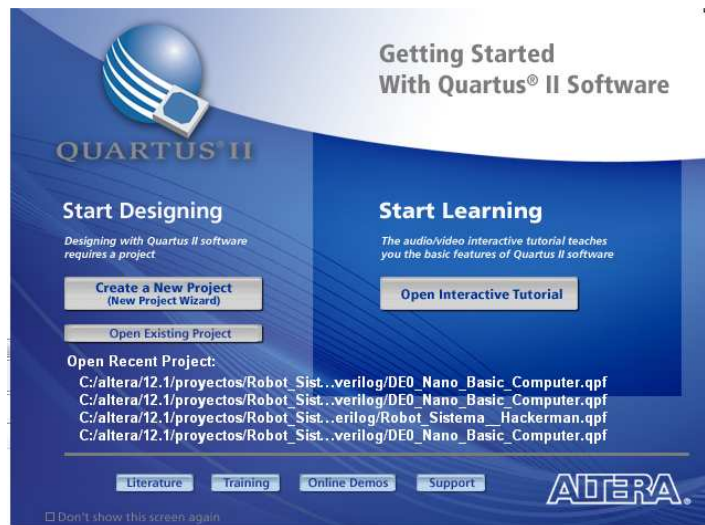 Getting Started
With Quartus® II Software
QUARTUS® II
Start Designing
Designing with Quartus II software
requires a project
Create a New Project
(New Project Wizard)
Open Existing Project
Open Recent Project:
C:/altera/12.1/proyectos/Robot_Sist...verilog/DE0_Nano_Basic_Computer.qpf
C:/altera/12.1/proyectos/Robot_Sist...verilog/DE0_Nano_Basic_Computer.qpf
C:/altera/12.1/proyectos/Robot_Sist...erilog/Robot_Sistema__Hackerman.qpf
C:/altera/12.1/proyectos/Robot_Sist...verilog/DE0_Nano_Basic_Computer.qpf
Start Learning
The audio/video interactive tutorial teaches
you the basic features of Quartus II software
Open Interactive Tutorial
Literature Training Online Demos Support
ALTERA®
Don't show this screen again